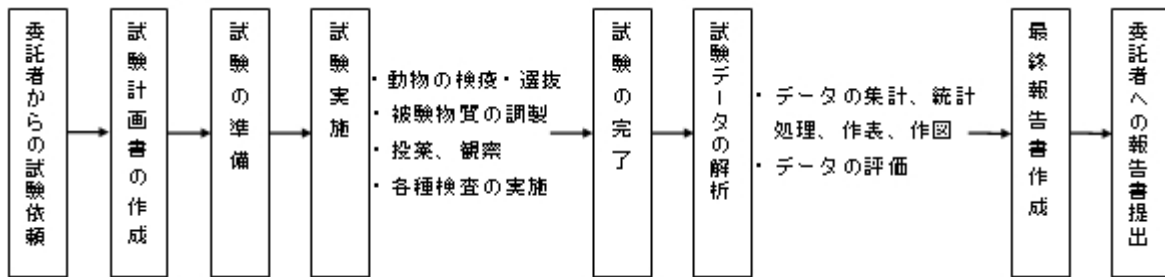 委託者からの試験依頼
試験計画書の作成
試験の準備
試験実施
・動物の検疫・選抜
・被験物質の調製
・投薬、観察
・各種検査の実施
試験の完了
試験データの解析
・データの集計、統計
処理、作表、作図
・データの評価
最終報告書作成
委託者への報告書提出